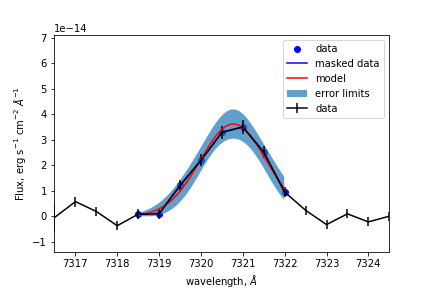 1e−14
7
6
5
4
3
2
1
0
−1
Flux, erg s⁻¹ cm⁻² Å⁻¹
data
masked data
model
error limits
data
7317 7318 7319 7320 7321 7322 7323 7324
wavelength, Å